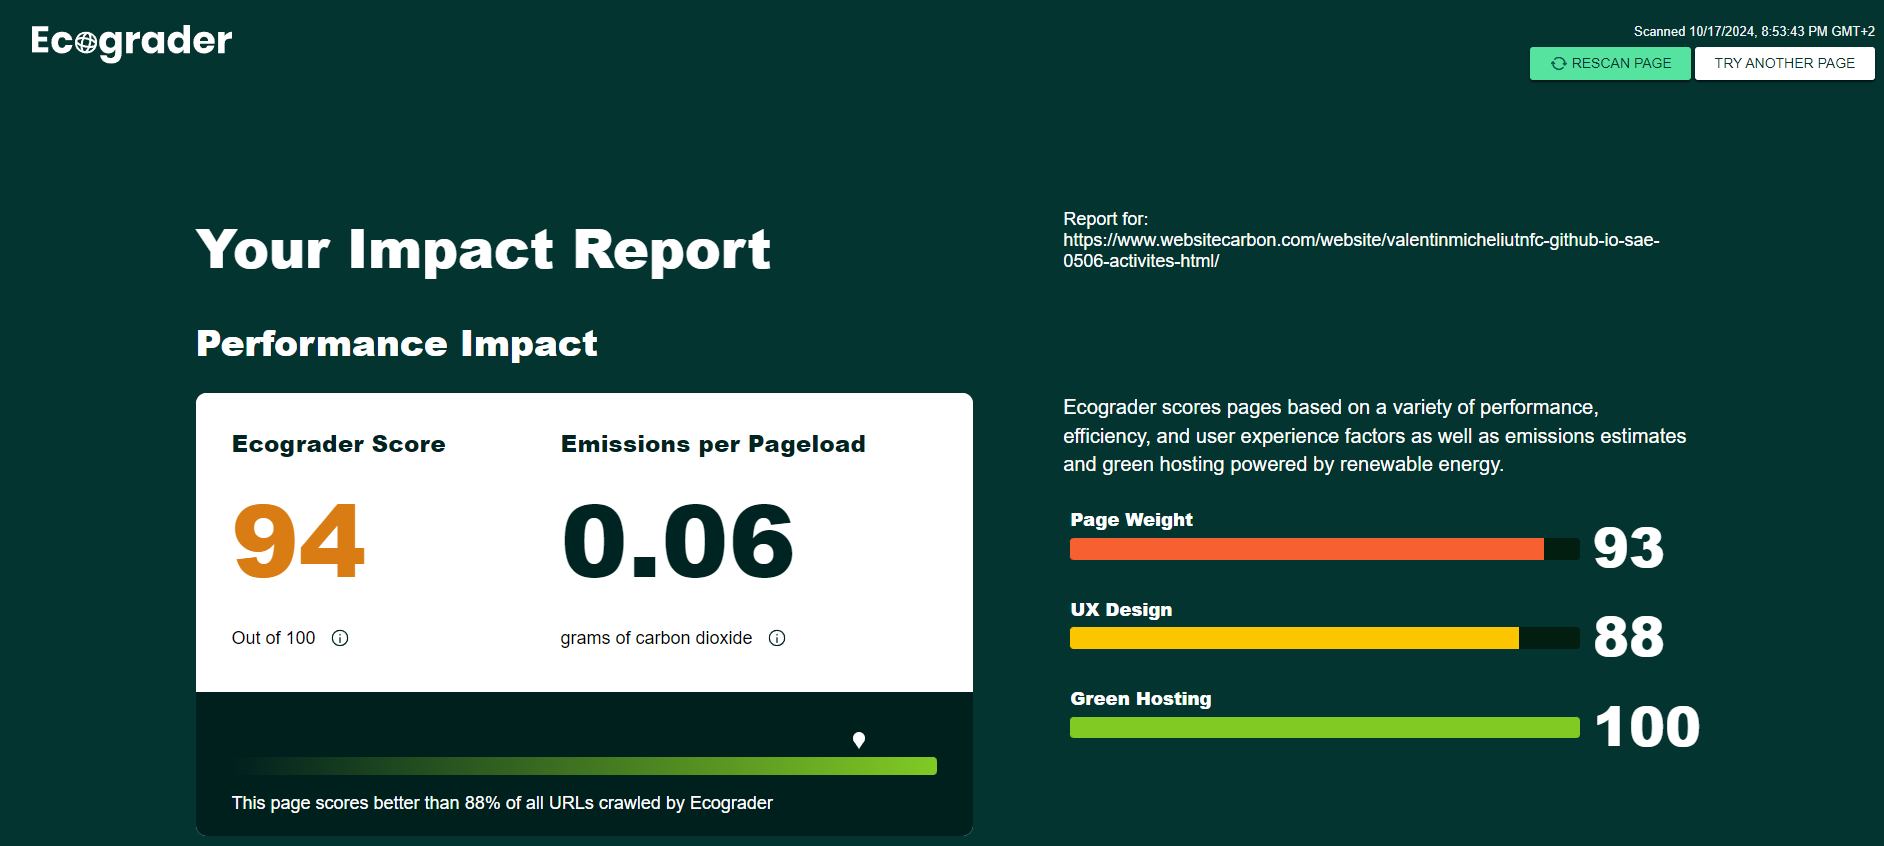 Ecograder
Scanned 10/17/2024, 8:53:43 PM GMT+2
RESCAN PAGE
TRY ANOTHER PAGE
Your Impact Report
Report for:
https://www.websitecarbon.com/website/valentinmicheliutnfc-github-io-sae-
0506-activites-html/
Performance Impact
Ecograder Score
94
Out of 100
Emissions per Pageload
0.06
grams of carbon dioxide
This page scores better than 88% of all URLs crawled by Ecograder
Ecograder scores pages based on a variety of performance,
efficiency, and user experience factors as well as emissions estimates
and green hosting powered by renewable energy.
Page Weight
93
UX Design
88
Green Hosting
100